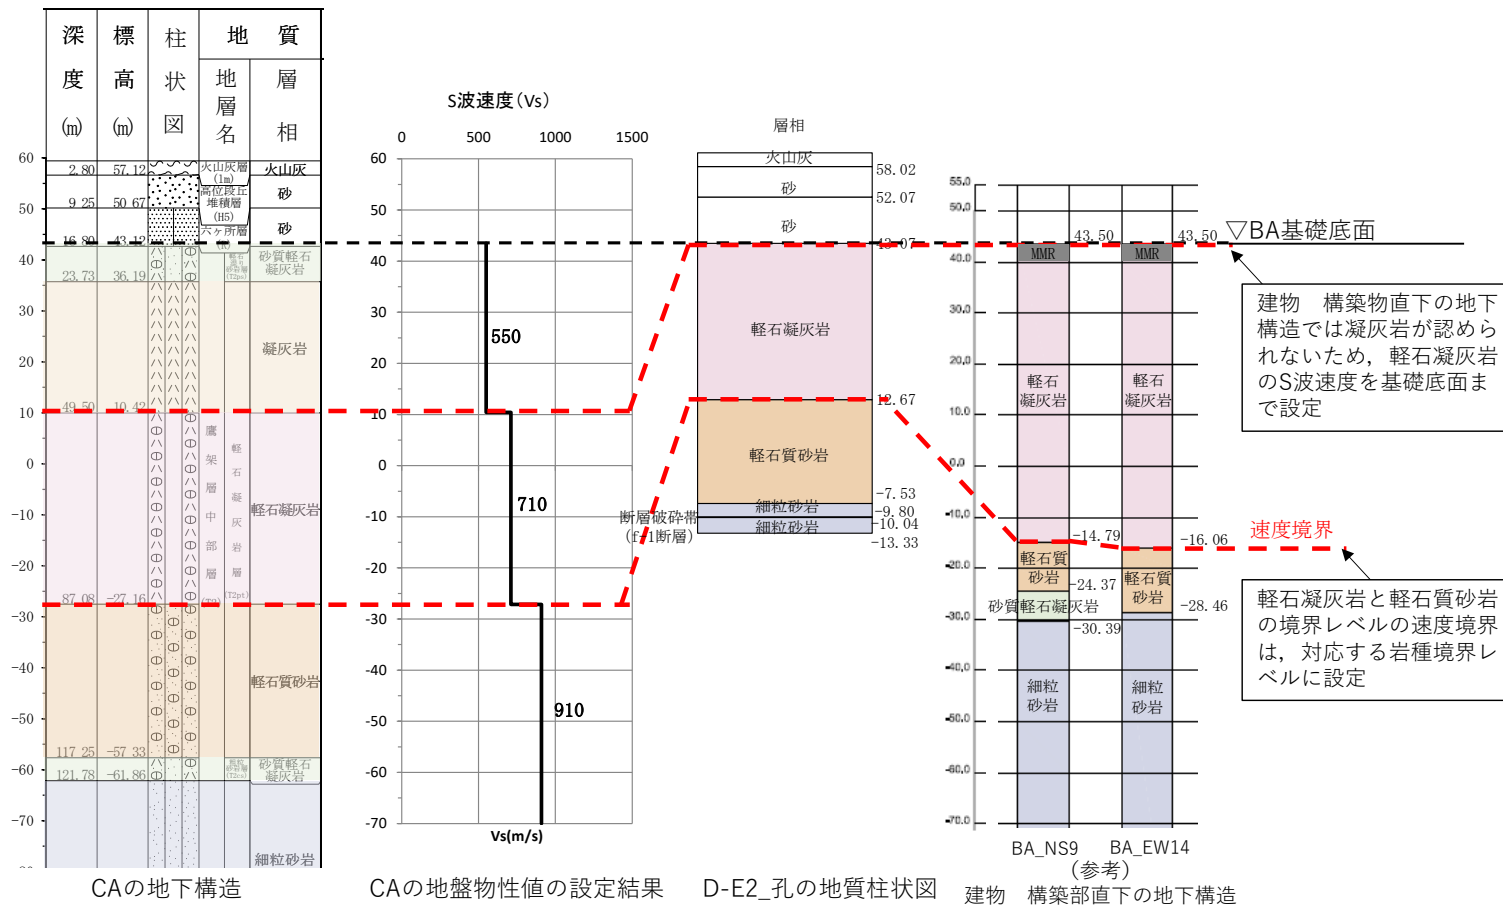 深度(m)
標高(m)
柱状図
地質
地層名
層相
60
50
40
30
20
10
0
-10
-20
-30
-40
-50
-60
-70
2.80 57.12 火山灰層(lm) 火山灰
9.25 50.67 高位段丘堆積層(H5) 砂
16.80 43.12 六ヶ所層 砂
23.73 36.19 砂質軽石凝灰岩
凝灰岩
49.50 10.42
鷹架層中部層
軽石凝灰岩層
(T2pt)
軽石凝灰岩
87.08 -27.16
軽石質砂岩
117.25 -57.33
121.78 -61.86 砂質軽石凝灰岩
細粒砂岩
CAの地下構造
S波速度(Vs)
0 500 1000 1500
60
50
40
30
20
10
0
-10
-20
-30
-40
-50
-60
-70
550
710
910
Vs(m/s)
CAの地盤物性値の設定結果
層相
火山灰
58.02
砂
52.07
砂
43.07
軽石凝灰岩
12.67
軽石質砂岩
-7.53
細粒砂岩
-9.80
断層破砕帯
(f-1断層)
-10.04
細粒砂岩
-13.33
D-E2_孔の地質柱状図
55.0
50.0
40.0
30.0
20.0
10.0
0.0
-10.0
-20.0
-30.0
-40.0
-50.0
-60.0
-70.0
43.50 43.50
▽BA基礎底面
MMR MMR
軽石凝灰岩
軽石凝灰岩
-14.79
-16.06
速度境界
軽石質砂岩
軽石質砂岩
-24.37
砂質軽石凝灰岩
-28.46
-30.39
細粒砂岩
細粒砂岩
BA_NS9 BA_EW14
(参考)
建物 構築部直下の地下構造
建物 構築物直下の地下
構造では凝灰岩が認めら
れないため，軽石凝灰岩
のS波速度を基礎底面ま
で設定
軽石凝灰岩と軽石質砂岩
の境界レベルの速度境界
は，対応する岩種境界レ
ベルに設定